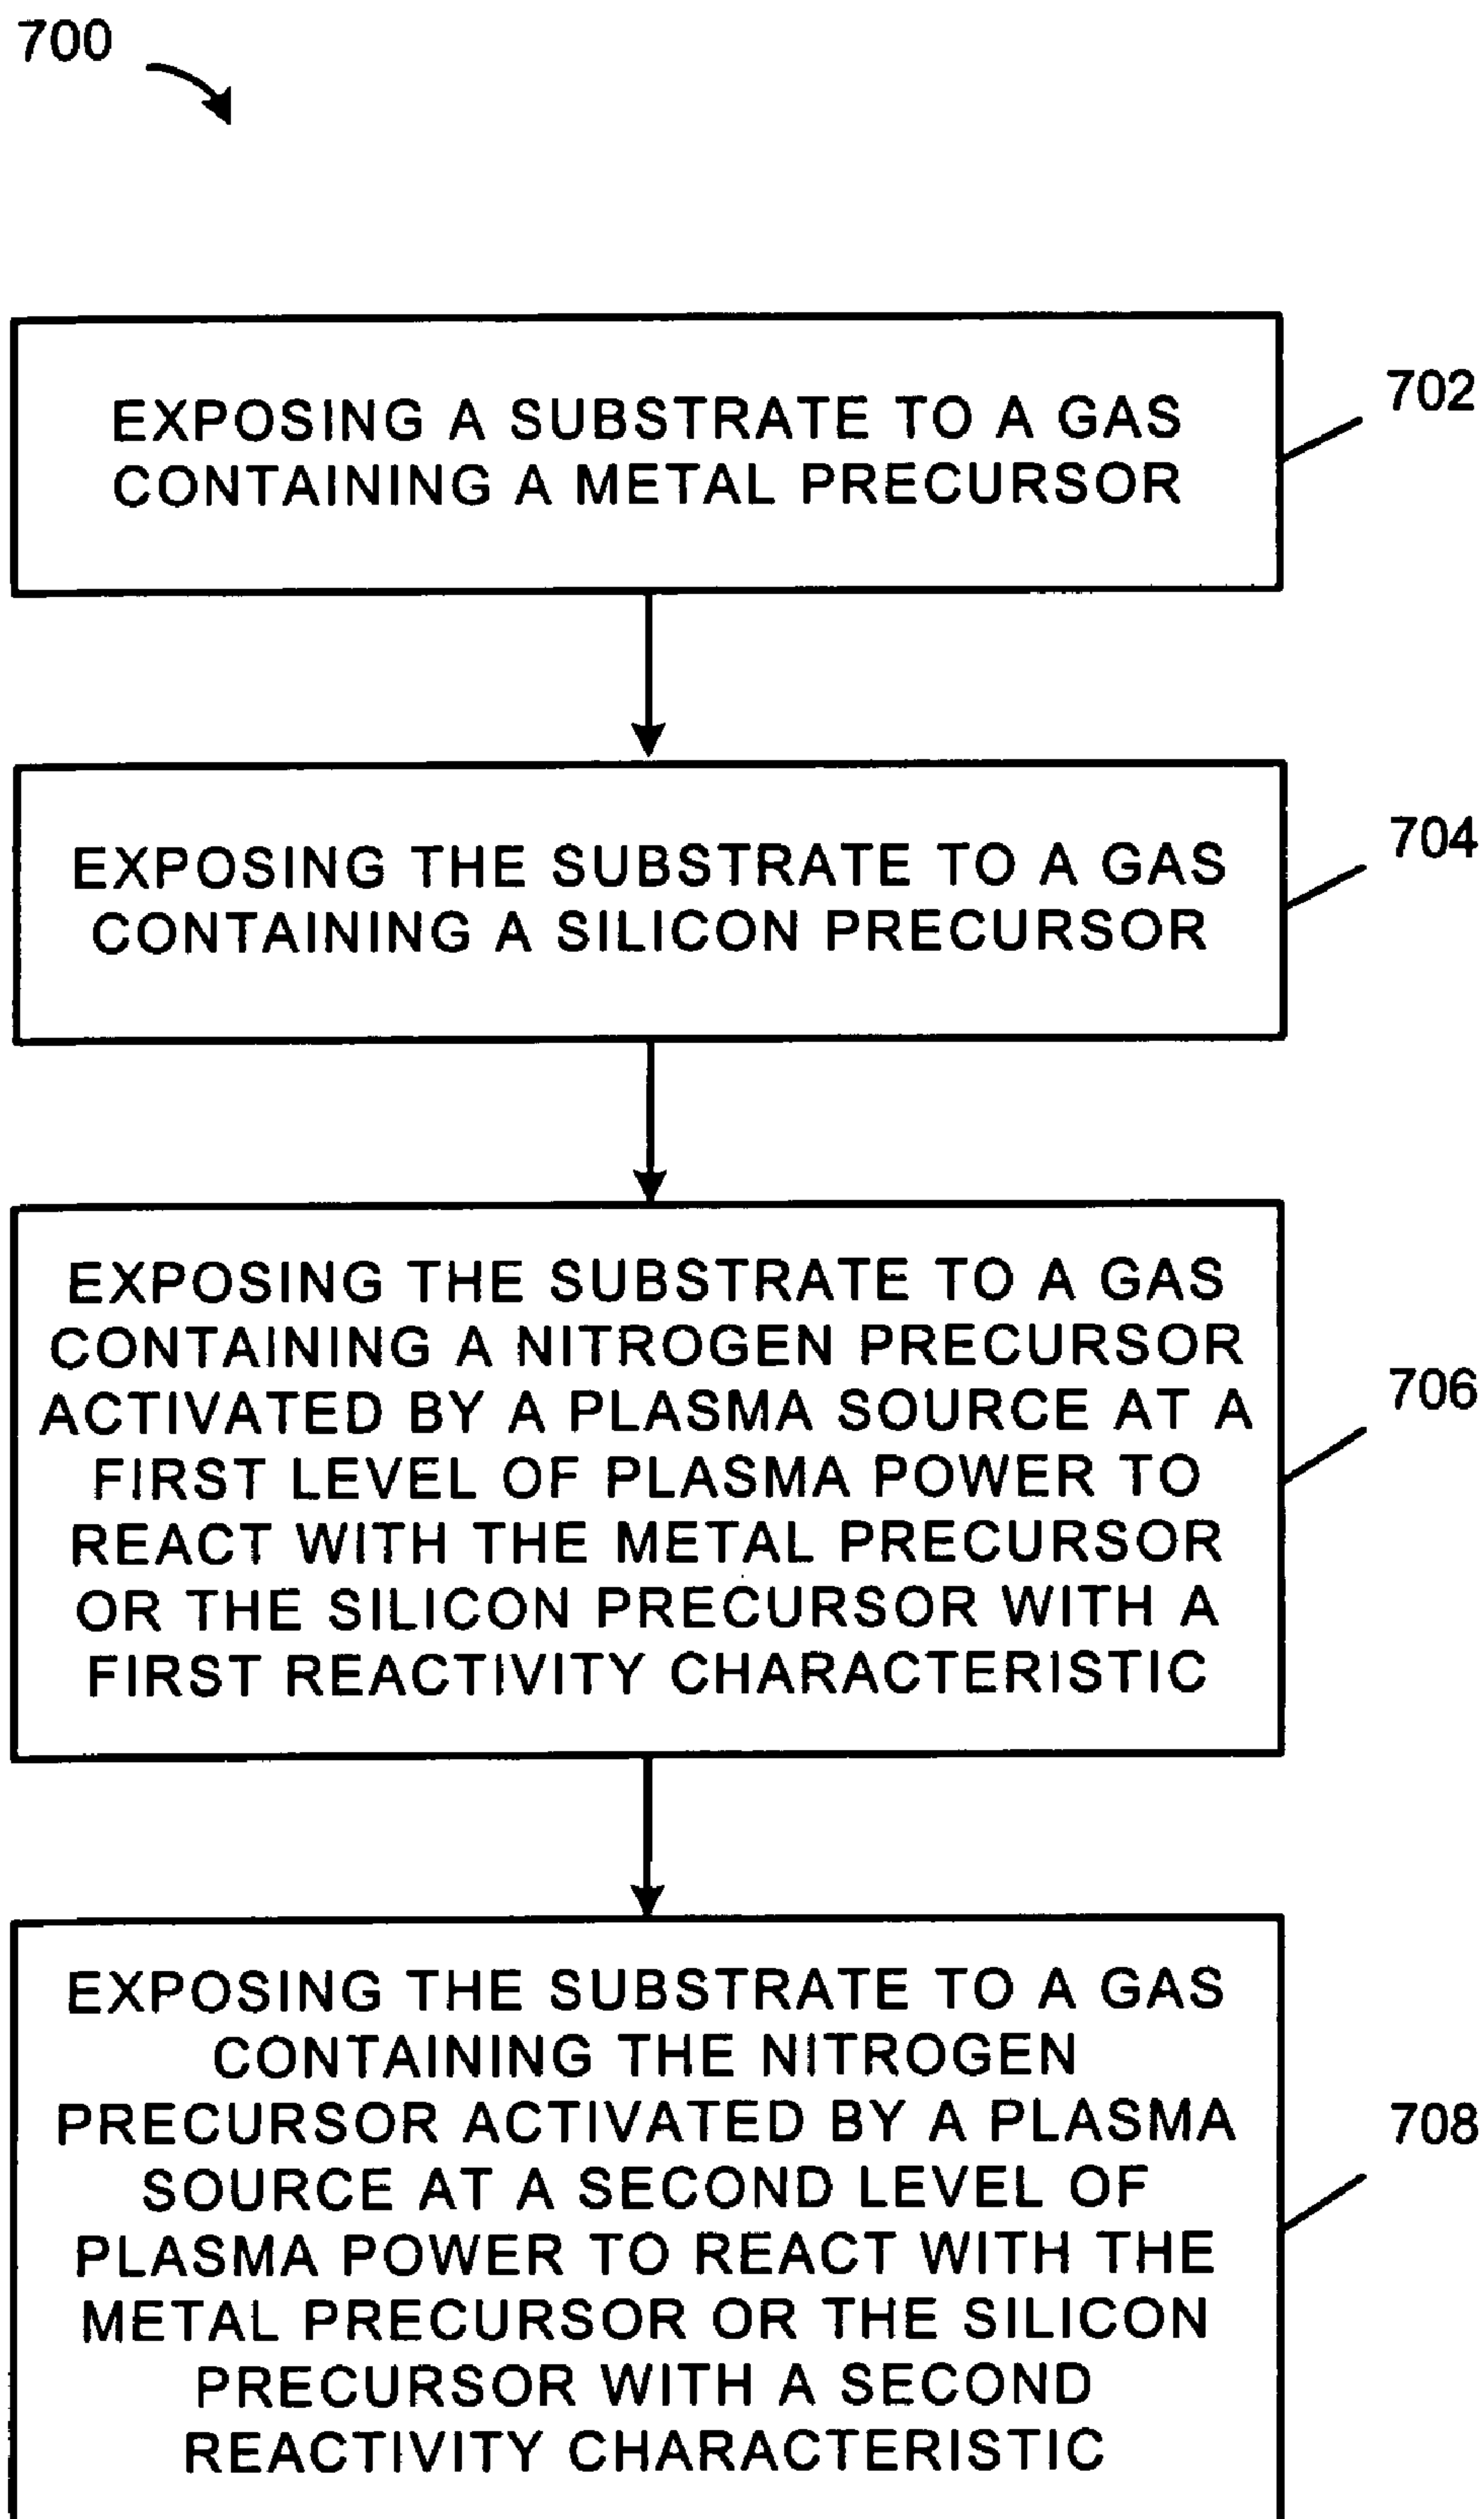 700
EXPOSING A SUBSTRATE TO A GAS
CONTAINING A METAL PRECURSOR
702
EXPOSING THE SUBSTRATE TO A GAS
CONTAINING A SILICON PRECURSOR
704
EXPOSING THE SUBSTRATE TO A GAS
CONTAINING A NITROGEN PRECURSOR
ACTIVATED BY A PLASMA SOURCE AT A
FIRST LEVEL OF PLASMA POWER TO
REACT WITH THE METAL PRECURSOR
OR THE SILICON PRECURSOR WITH A
FIRST REACTIVITY CHARACTERISTIC
706
EXPOSING THE SUBSTRATE TO A GAS
CONTAINING THE NITROGEN
PRECURSOR ACTIVATED BY A PLASMA
SOURCE AT A SECOND LEVEL OF
PLASMA POWER TO REACT WITH THE
METAL PRECURSOR OR THE SILICON
PRECURSOR WITH A SECOND
REACTIVITY CHARACTERISTIC
708